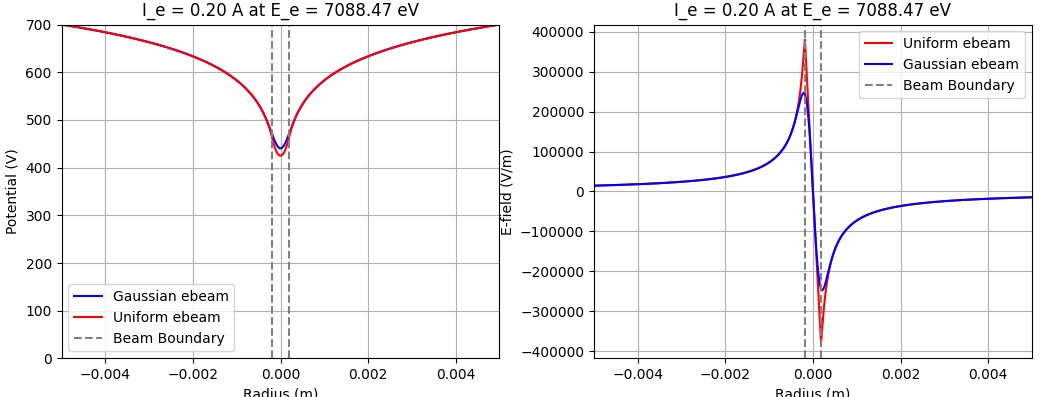 I_e = 0.20 A at E_e = 7088.47 eV
700
600
500
400
300
200
100
0
Potential (V)
Gaussian ebeam
Uniform ebeam
Beam Boundary
−0.004 −0.002 0.000 0.002 0.004
Radius (m)
I_e = 0.20 A at E_e = 7088.47 eV
400000
300000
200000
100000
0
−100000
−200000
−300000
−400000
E-field (V/m)
Uniform ebeam
Gaussian ebeam
Beam Boundary
−0.004 −0.002 0.000 0.002 0.004
Radius (m)